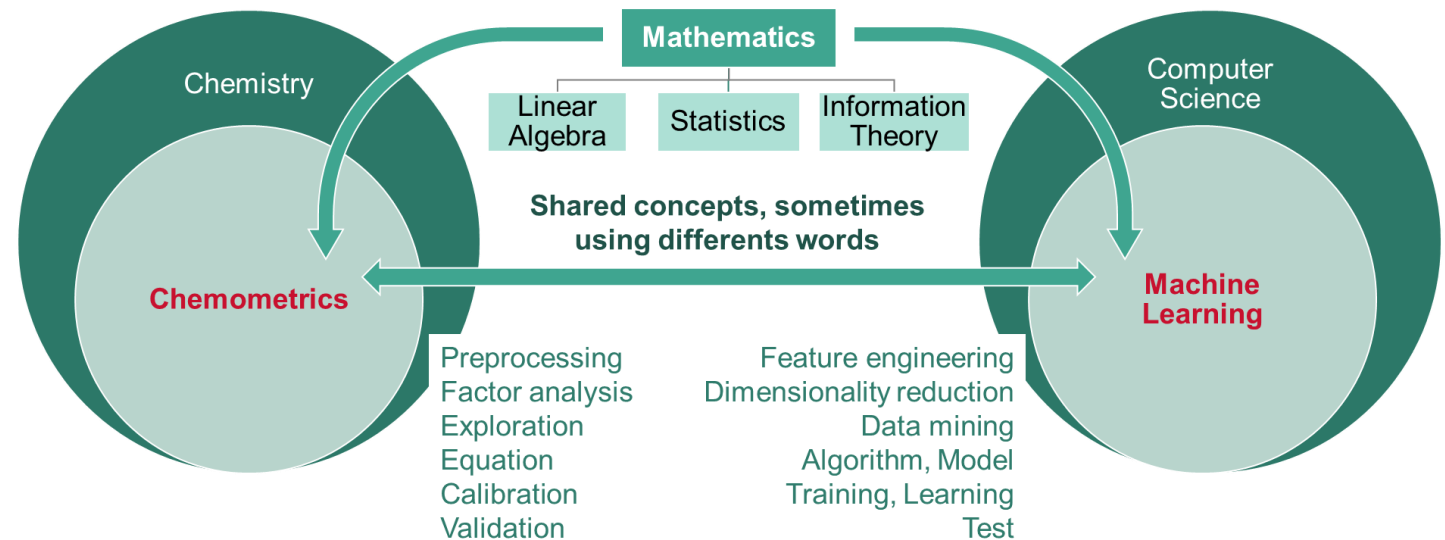 Mathematics
Chemistry
Computer
Science
Linear
Algebra
Statistics
Information
Theory
Shared concepts, sometimes
using differents words
Chemometrics
Machine
Learning
Preprocessing
Feature engineering
Factor analysis
Dimensionality reduction
Exploration
Data mining
Equation
Algorithm, Model
Calibration
Training, Learning
Validation
Test